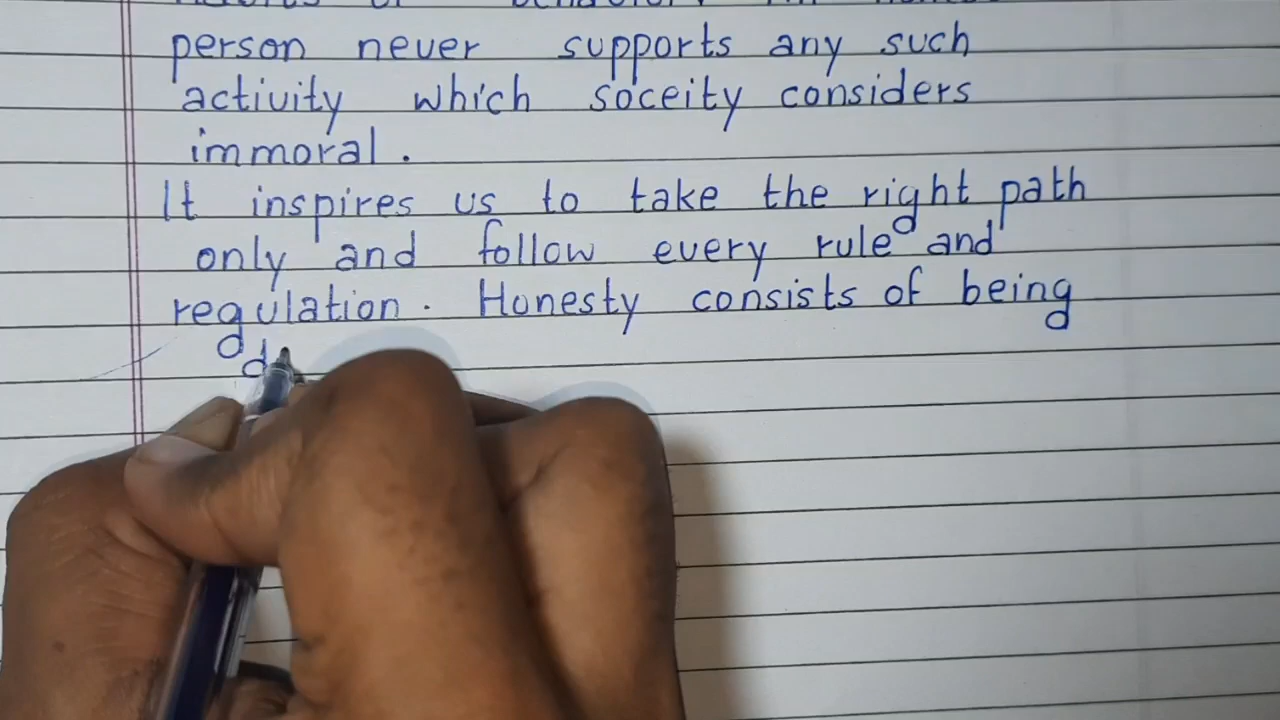 person never supports any such
activity which soceity considers
immoral.
It inspires us to take the right path
only and follow every rule and
regulation. Honesty consists of being